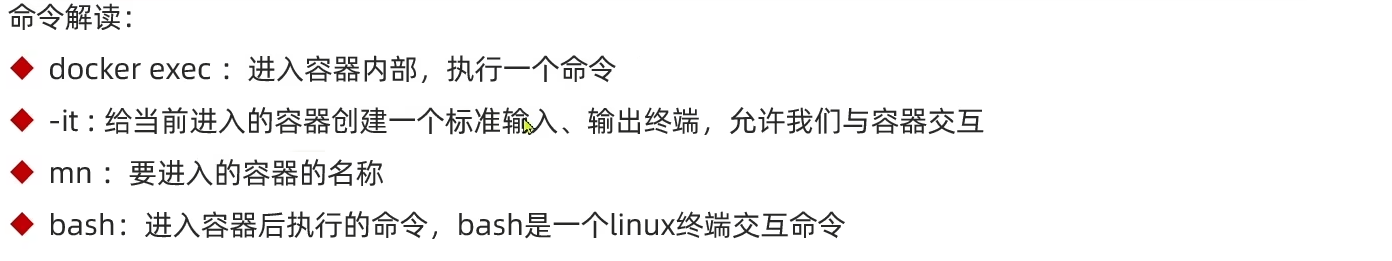 命令解读：
docker exec ：进入容器内部，执行一个命令
-it : 给当前进入的容器创建一个标准输入、输出终端，允许我们与容器交互
mn ：要进入的容器的名称
bash：进入容器后执行的命令，bash是一个linux终端交互命令